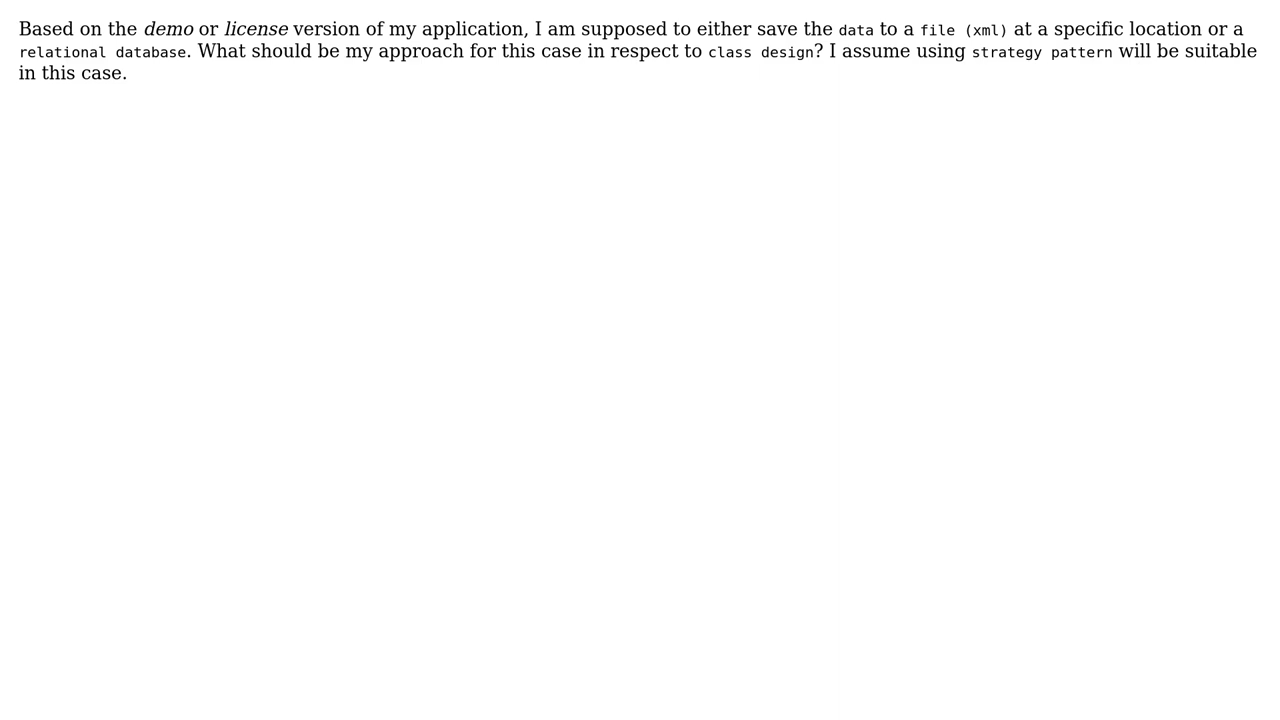 Based on the demo or license version of my application, I am supposed to either save the data to a file (xml) at a specific location or a
relational database. What should be my approach for this case in respect to class design? I assume using strategy pattern will be suitable
in this case.